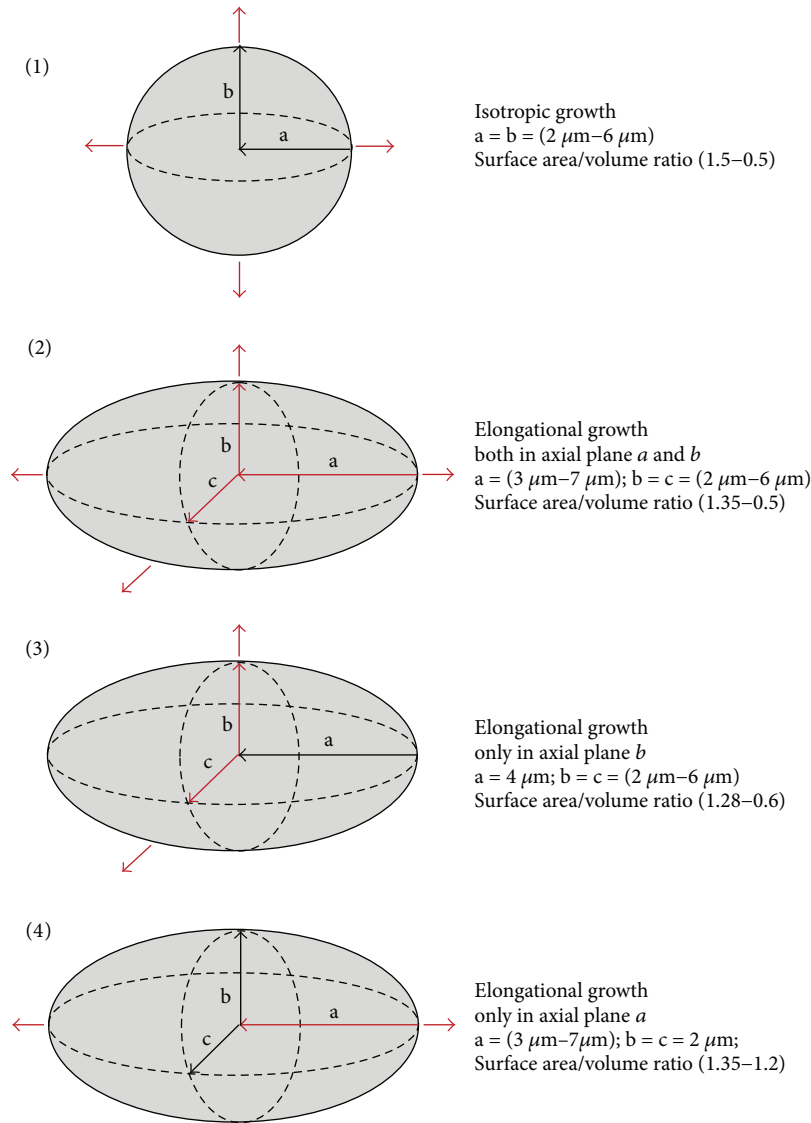 (1)
b
a
Isotropic growth
a = b = (2 μm–6 μm)
Surface area/volume ratio (1.5–0.5)
(2)
b
a
c
Elongational growth
both in axial plane a and b
a = (3 μm–7 μm); b = c = (2 μm–6 μm)
Surface area/volume ratio (1.35–0.5)
(3)
b
a
c
Elongational growth
only in axial plane b
a = 4 μm; b = c = (2 μm–6 μm)
Surface area/volume ratio (1.28–0.6)
(4)
b
a
c
Elongational growth
only in axial plane a
a = (3 μm–7μm); b = c = 2 μm;
Surface area/volume ratio (1.35–1.2)